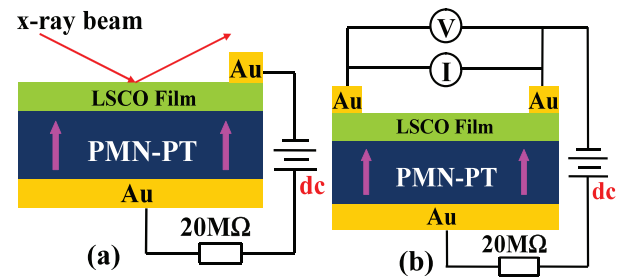 x-ray beam
Au
LSCO Film
PMN-PT
Au
dc
20MΩ
(a)
V
I
Au
Au
LSCO Film
PMN-PT
Au
dc
20MΩ
(b)